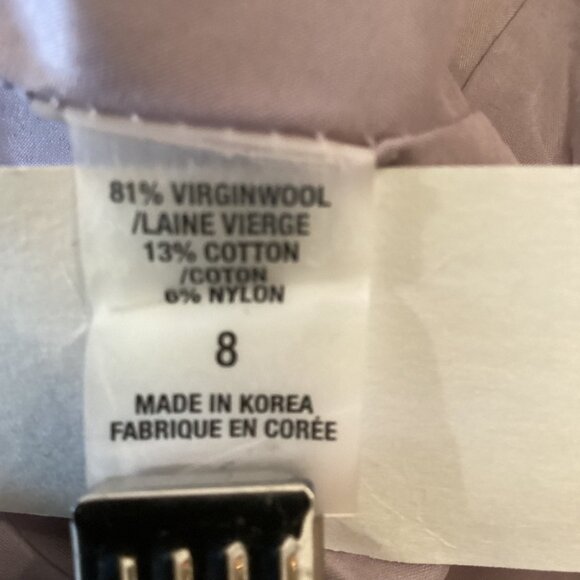 81% VIRGINWOOL
/LAINE VIERGE
13% COTTON
/COTON
6% NYLON
8
MADE IN KOREA
FABRIQUE EN CORÉE